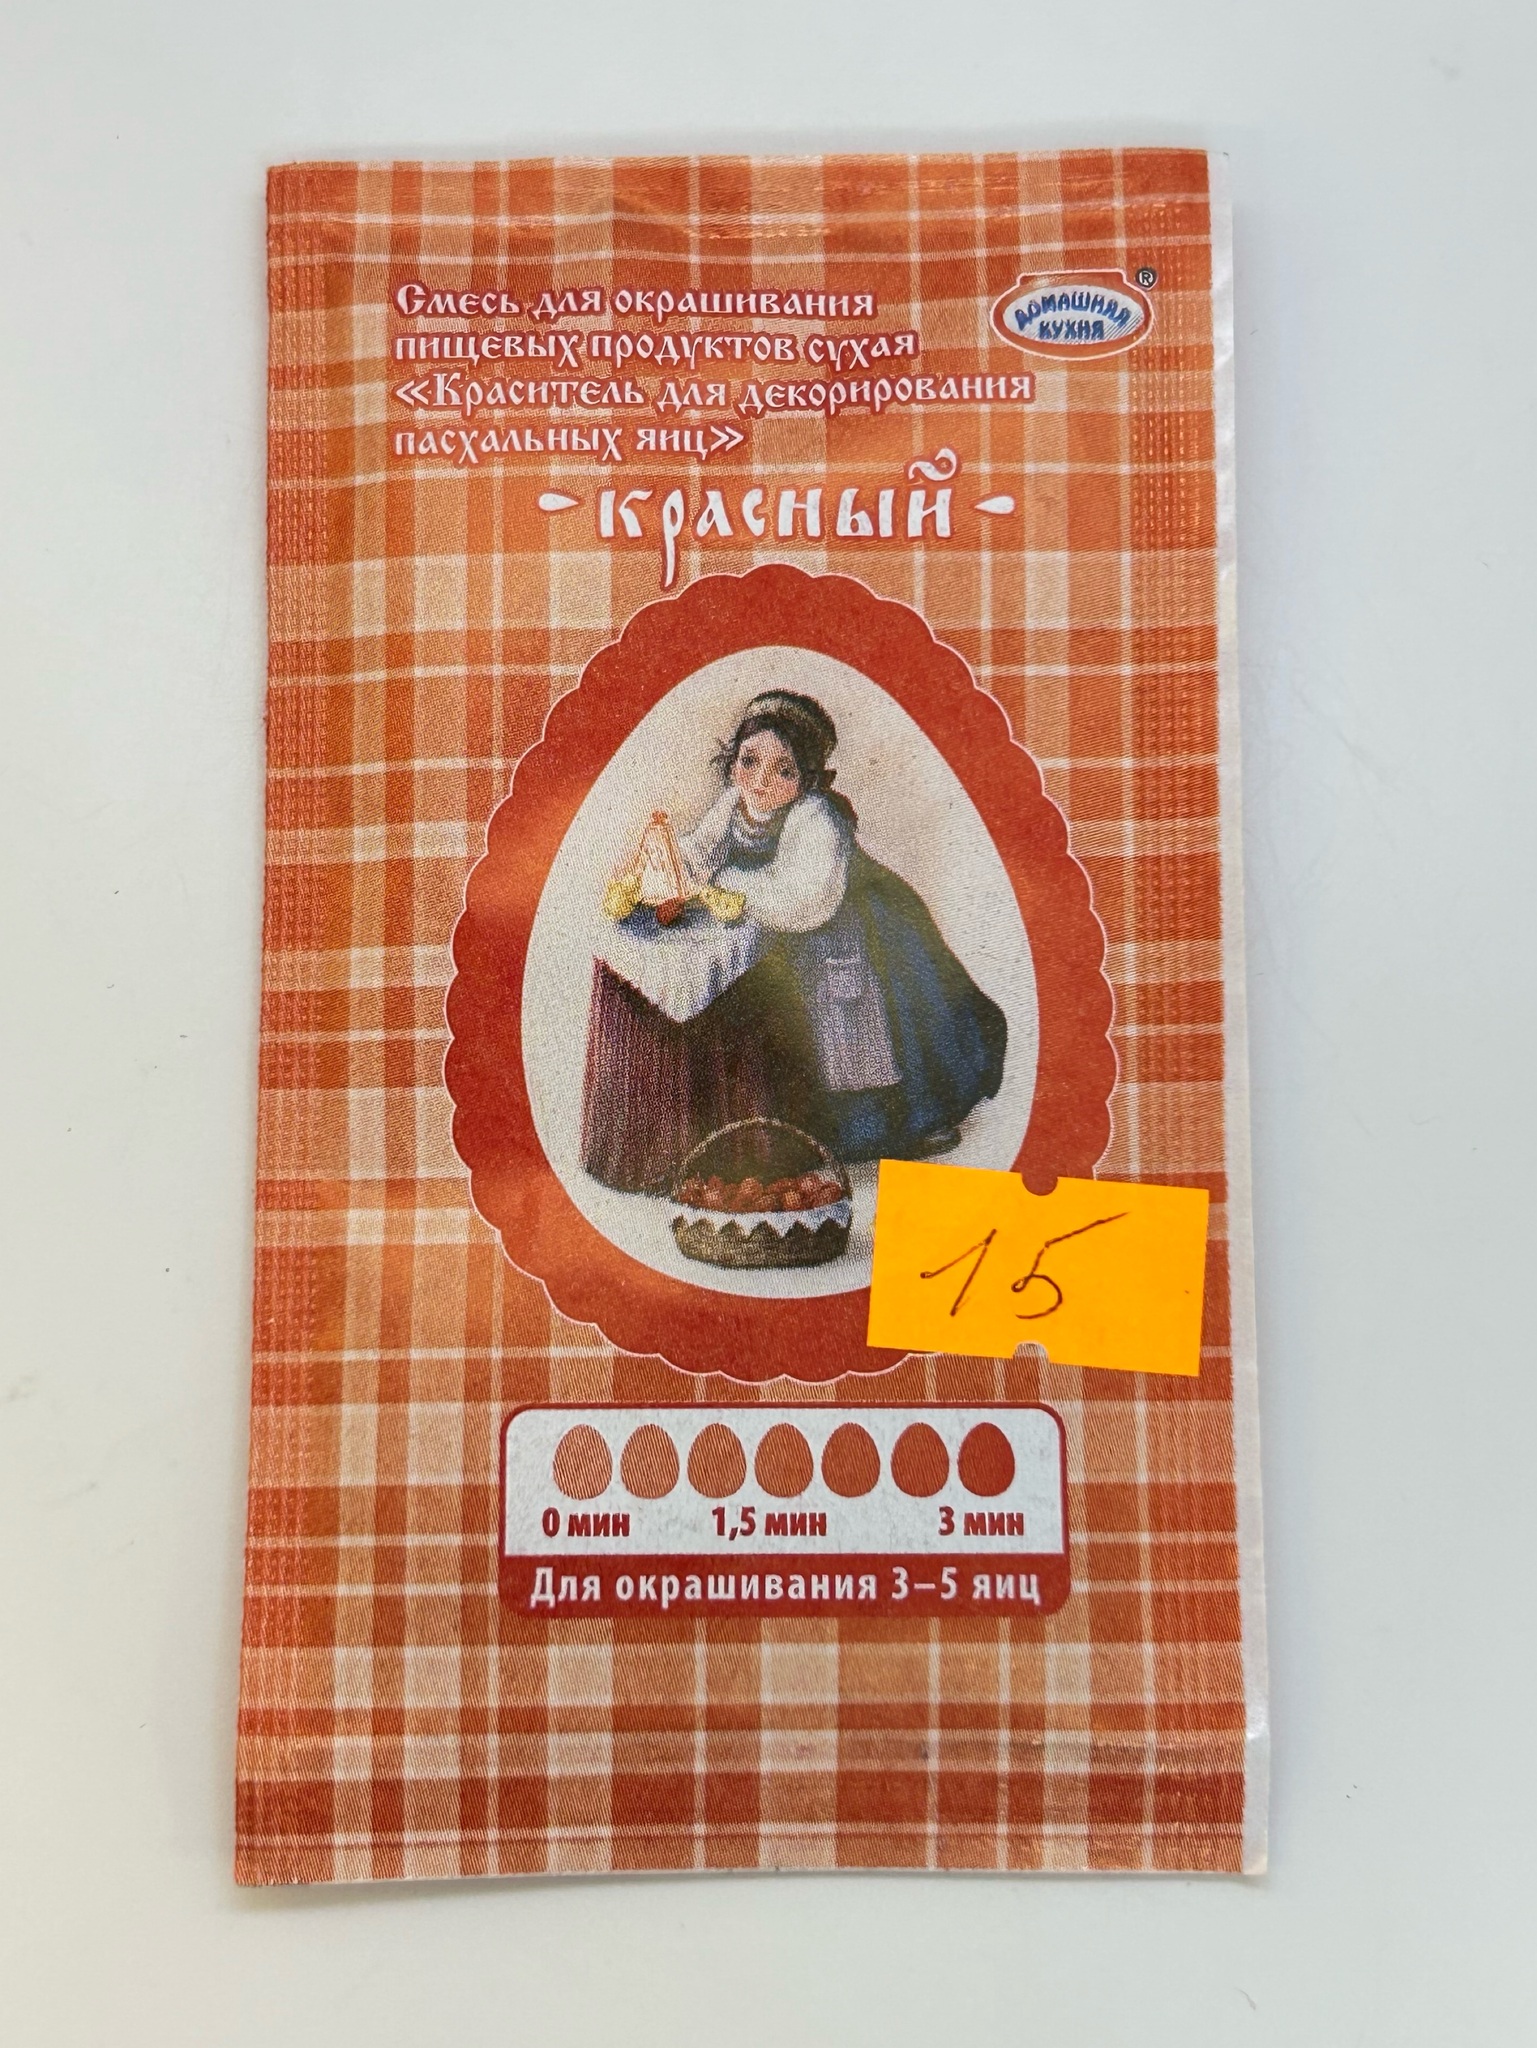 Смесь для окрашивания
пищевых продуктов сухая
«Краситель для декорирования
пасхальных яиц»
ДОМАШНЯЯ
КУХНЯ
®
- красный -
15
0 мин 1,5 мин 3 мин
Для окрашивания 3–5 яиц